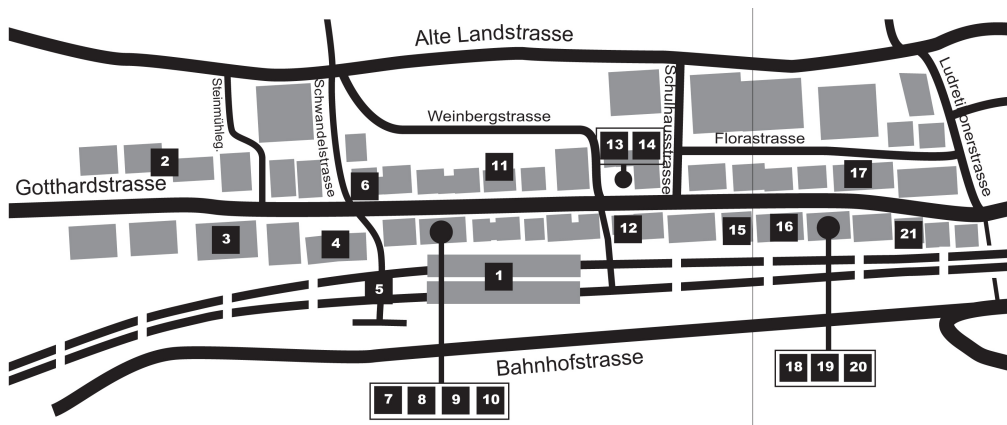 Alte Landstrasse
Steinmühleg.
Schwandelstrasse
Weinbergstrasse
Schulhausstrasse
Florastrasse
13 14
2
11
17
6
Gotthardstrasse
3
4
12
15
16
21
1
5
Bahnhofstrasse
18 19 20
7 8 9 10